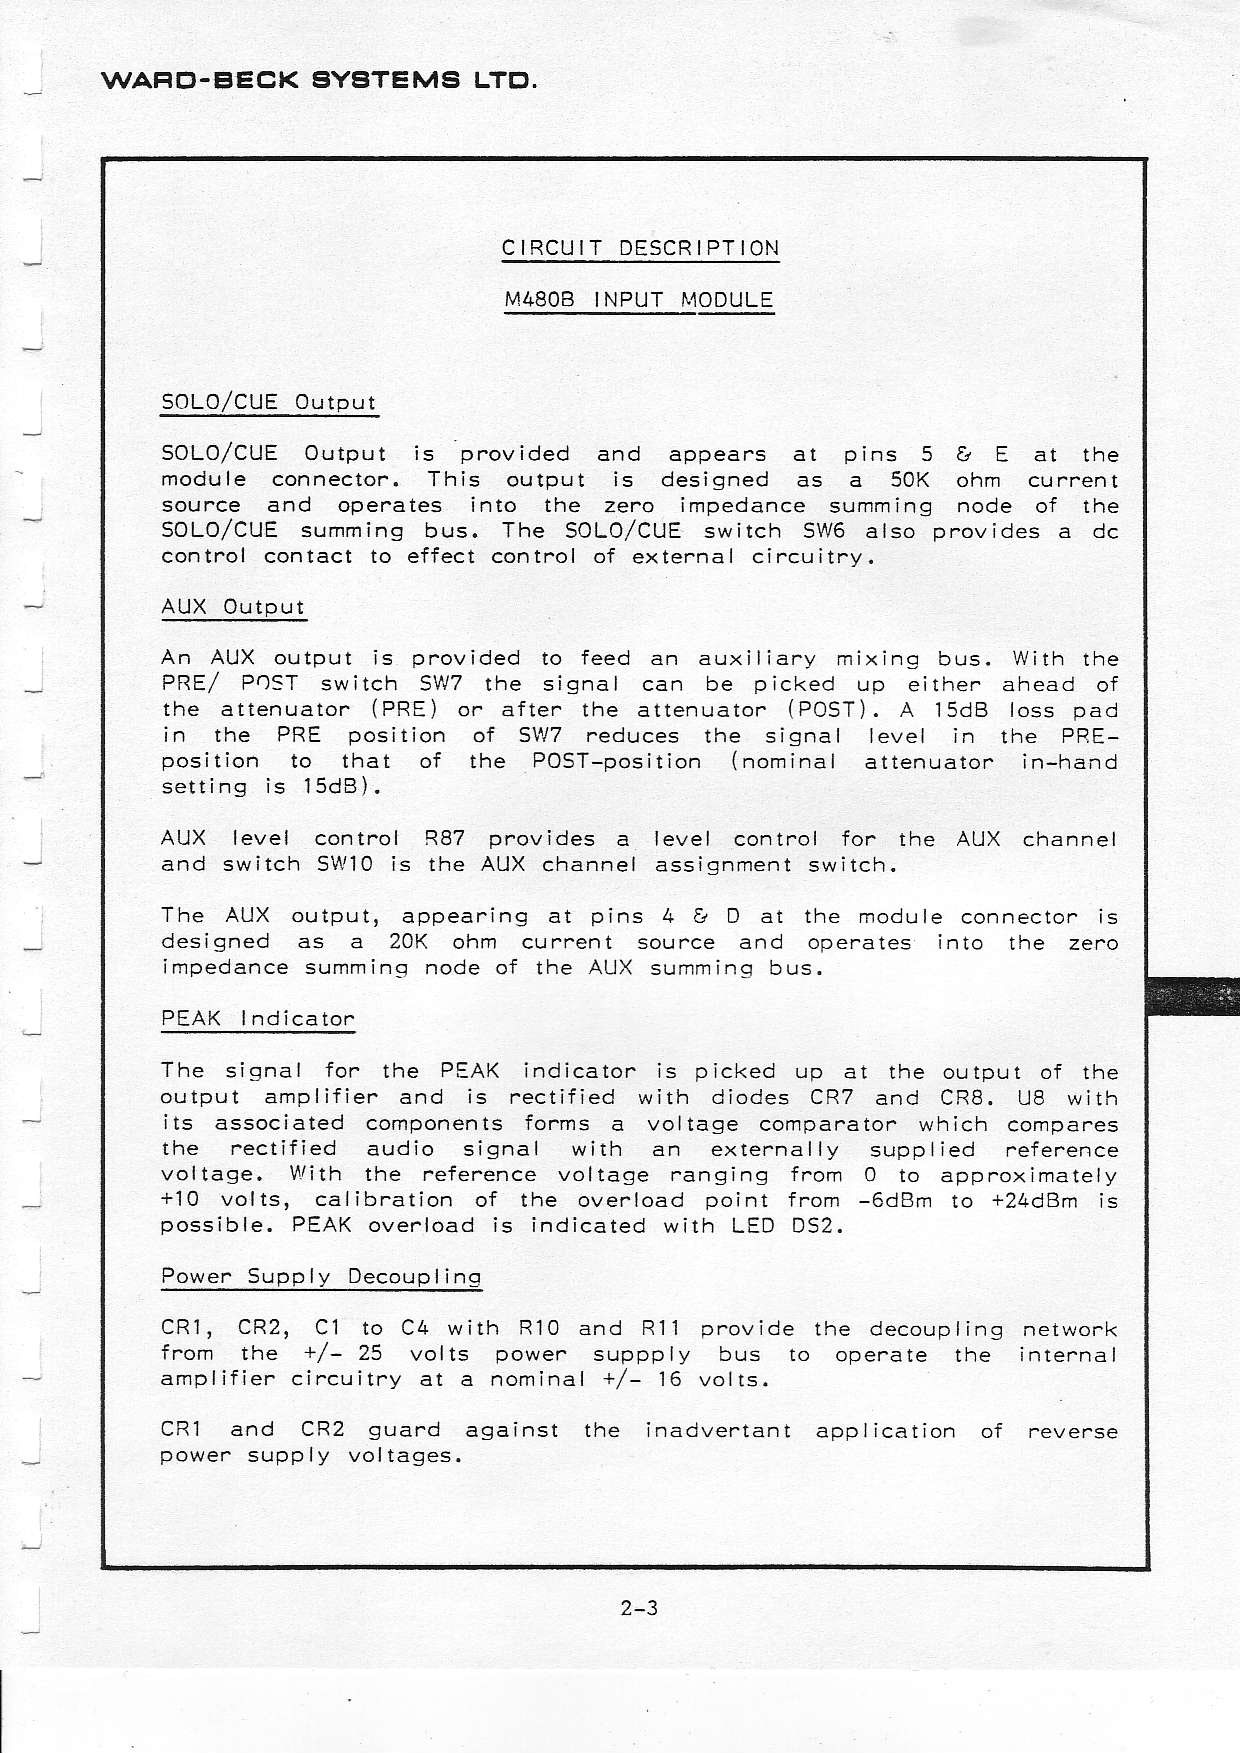 WARD-BECK SYSTEMS LTD.
CIRCUIT DESCRIPTION
M480B INPUT MODULE
SOLO/CUE Output
SOLO/CUE Output is provided and appears at pins 5 & E at the
module connector. This output is designed as a 50K ohm current
source and operates into the zero impedance summing node of the
SOLO/CUE summing bus. The SOLO/CUE switch SW6 also provides a dc
control contact to effect control of external circuitry.
AUX Output
An AUX output is provided to feed an auxiliary mixing bus. With the
PRE/ POST switch SW7 the signal can be picked up either ahead of
the attenuator (PRE) or after the attenuator (POST). A 15dB loss pad
in the PRE position of SW7 reduces the signal level in the PRE-
position to that of the POST-position (nominal attenuator in-hand
setting is 15dB).
AUX level control R87 provides a level control for the AUX channel
and switch SW10 is the AUX channel assignment switch.
The AUX output, appearing at pins 4 & D at the module connector is
designed as a 20K ohm current source and operates into the zero
impedance summing node of the AUX summing bus.
PEAK Indicator
The signal for the PEAK indicator is picked up at the output of the
output amplifier and is rectified with diodes CR7 and CR8. U8 with
its associated components forms a voltage comparator which compares
the rectified audio signal with an externally supplied reference
voltage. With the reference voltage ranging from 0 to approximately
+10 volts, calibration of the overload point from -6dBm to +24dBm is
possible. PEAK overload is indicated with LED DS2.
Power Supply Decoupling
CR1, CR2, C1 to C4 with R10 and R11 provide the decoupling network
from the +/- 25 volts power suppply bus to operate the internal
amplifier circuitry at a nominal +/- 16 volts.
CR1 and CR2 guard against the inadvertant application of reverse
power supply voltages.
2-3